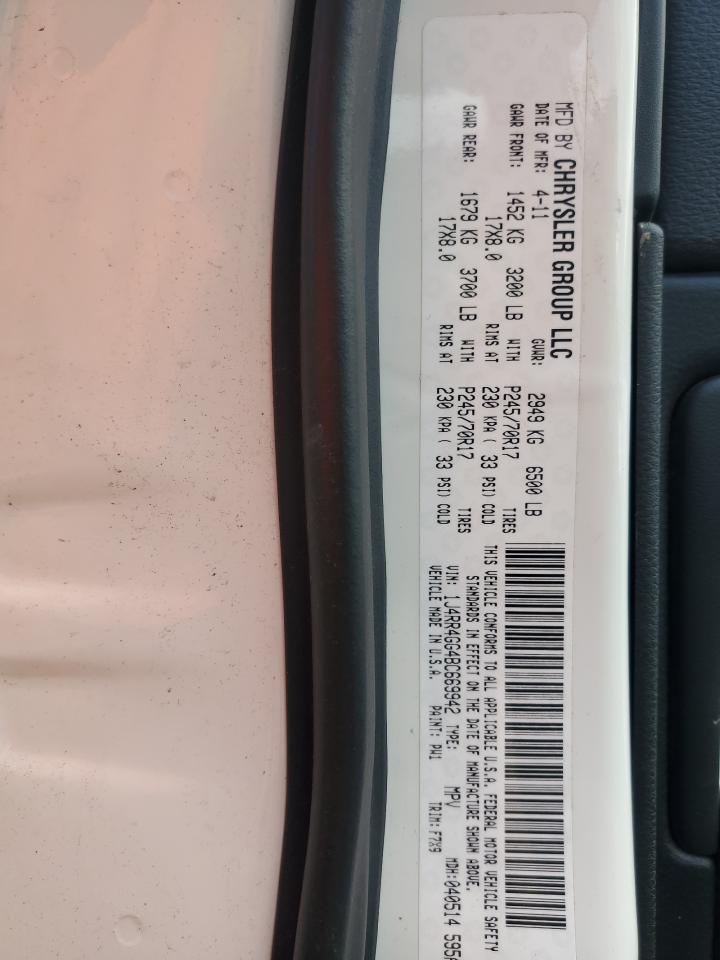 MFD BY CHRYSLER GROUP LLC
DATE OF MFR: 4-11 GVWR: 2949 KG 6500 LB
GAWR FRONT: 1452 KG 3200 LB WITH P245/70R17 TIRES
17X8.0 RIMS AT 230 KPA ( 33 PSI) COLD
GAWR REAR: 1679 KG 3700 LB WITH P245/70R17 TIRES
17X8.0 RIMS AT 230 KPA ( 33 PSI) COLD
THIS VEHICLE CONFORMS TO ALL APPLICABLE U.S.A. FEDERAL MOTOR VEHICLE SAFETY
STANDARDS IN EFFECT ON THE DATE OF MANUFACTURE SHOWN ABOVE.
VIN: 1J4RR4GG4BC669942 TYPE: MPV MDH:040514
VEHICLE MADE IN U.S.A. PAINT: PW1 TRIM: F7X9